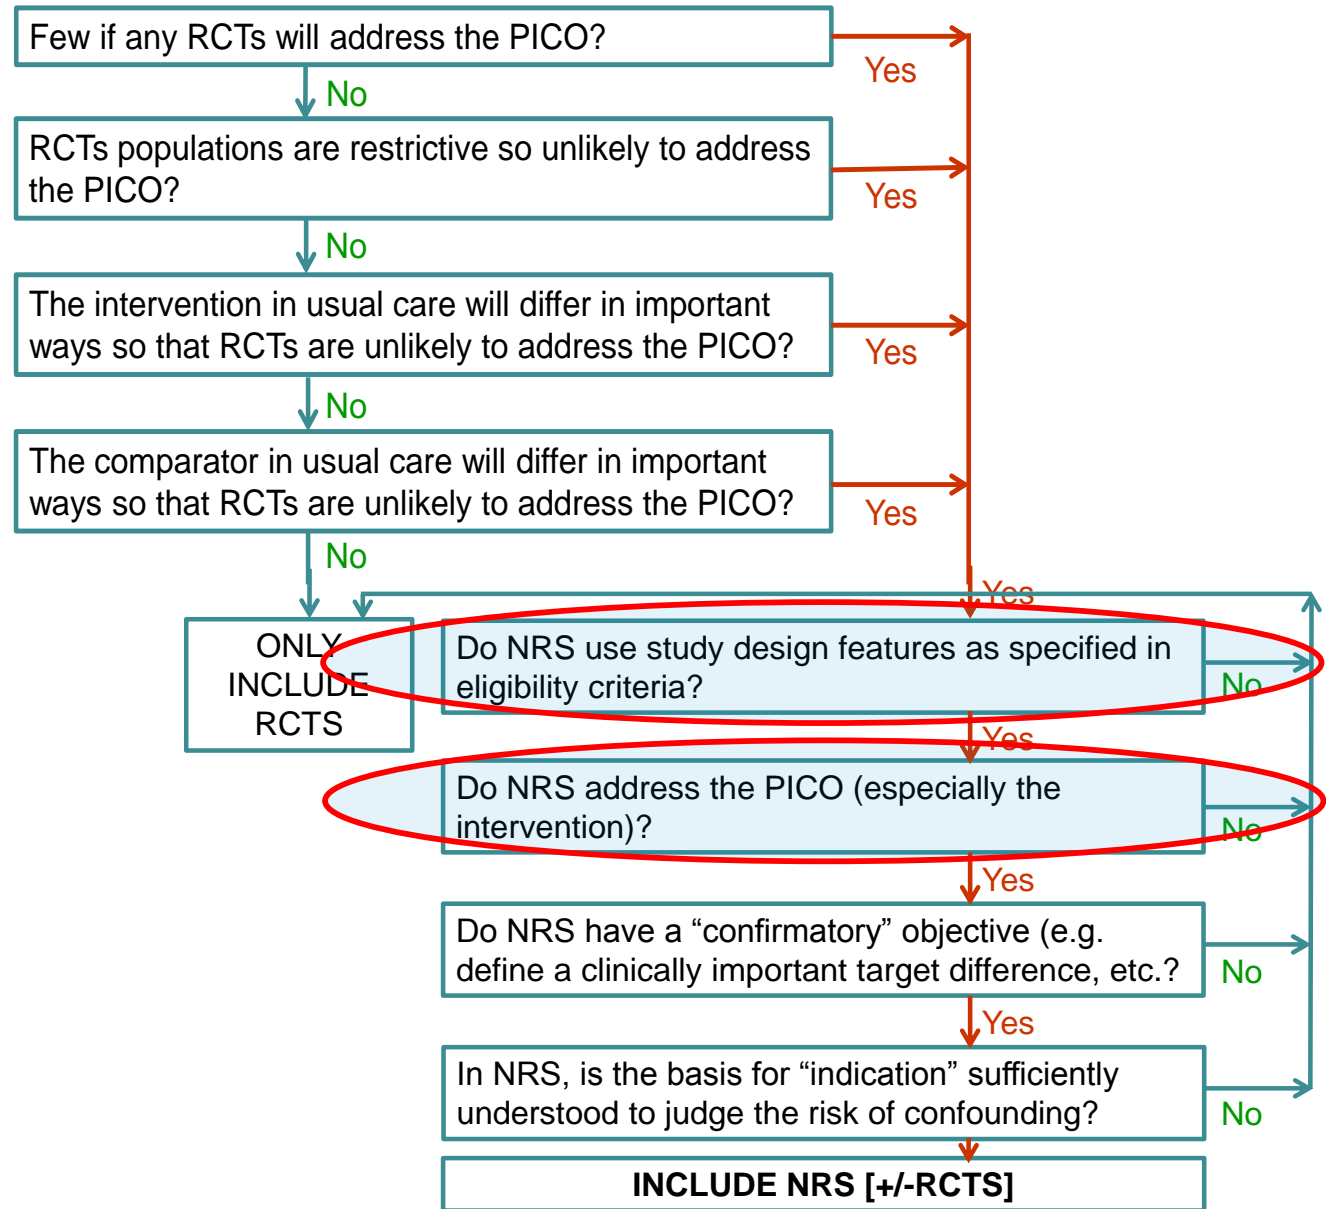 Few if any RCTs will address the PICO?
Yes
No
RCTs populations are restrictive so unlikely to address
the PICO?
Yes
No
The intervention in usual care will differ in important
ways so that RCTs are unlikely to address the PICO?
Yes
No
The comparator in usual care will differ in important
ways so that RCTs are unlikely to address the PICO?
Yes
No
Yes
ONLY
INCLUDE
RCTS
Do NRS use study design features as specified in
eligibility criteria?
No
Yes
Do NRS address the PICO (especially the
intervention)?
No
Yes
Do NRS have a “confirmatory” objective (e.g.
define a clinically important target difference, etc.?
No
Yes
In NRS, is the basis for “indication” sufficiently
understood to judge the risk of confounding?
No
INCLUDE NRS [+/-RCTS]